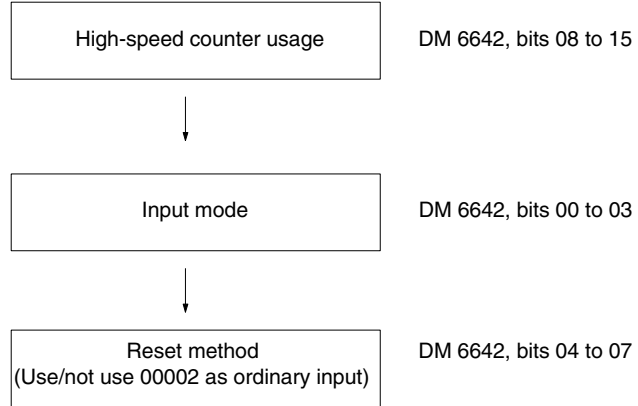 High-speed counter usage DM 6642, bits 08 to 15
Input mode DM 6642, bits 00 to 03
Reset method DM 6642, bits 04 to 07
(Use/not use 00002 as ordinary input)